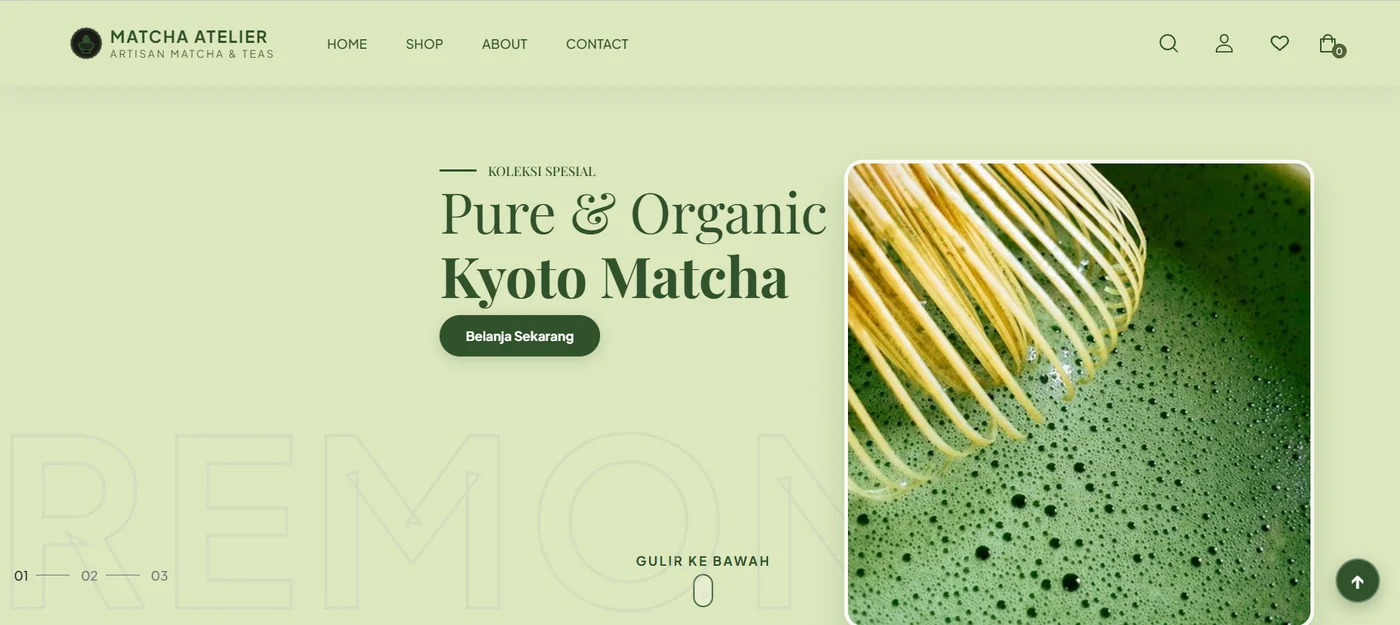 MATCHA ATELIER
ARTISAN MATCHA & TEAS
HOME SHOP ABOUT CONTACT
0
KOLEKSI SPESIAL
Pure & Organic
Kyoto Matcha
Belanja Sekarang
REMON
GULIR KE BAWAH
01 02 03